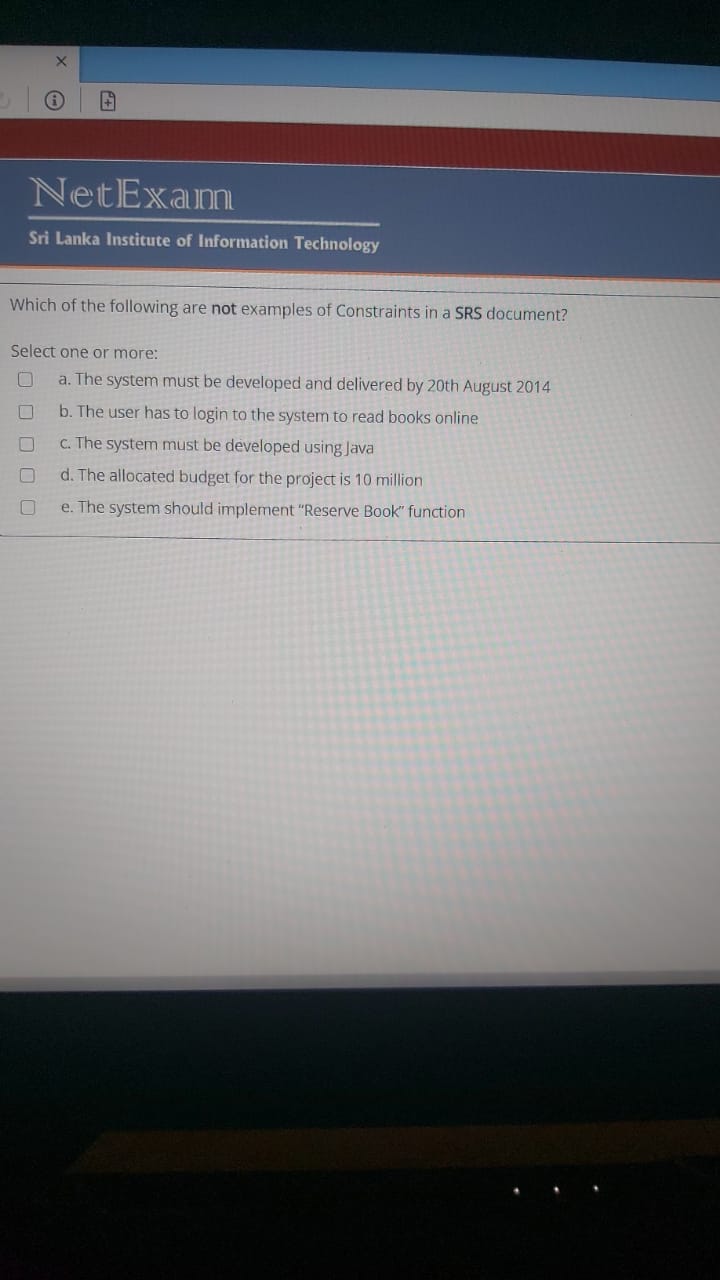 NetExam
Sri Lanka Institute of Information Technology
Which of the following are not examples of Constraints in a SRS document?
Select one or more:
a. The system must be developed and delivered by 20th August 2014
b. The user has to login to the system to read books online
c. The system must be developed using Java
d. The allocated budget for the project is 10 million
e. The system should implement “Reserve Book” function